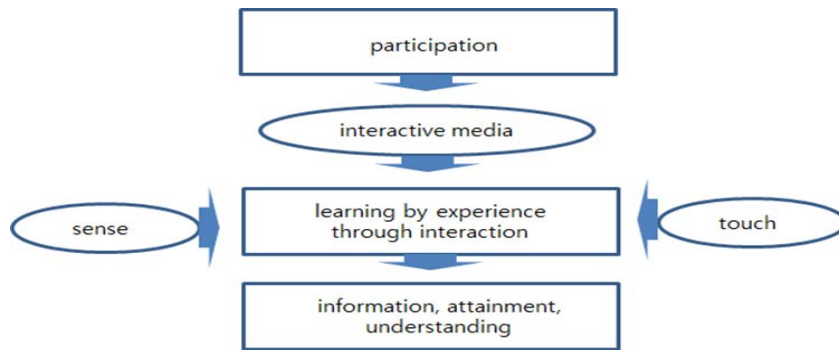 participation
interactive media
learning by experience
through interaction
sense
touch
information, attainment,
understanding